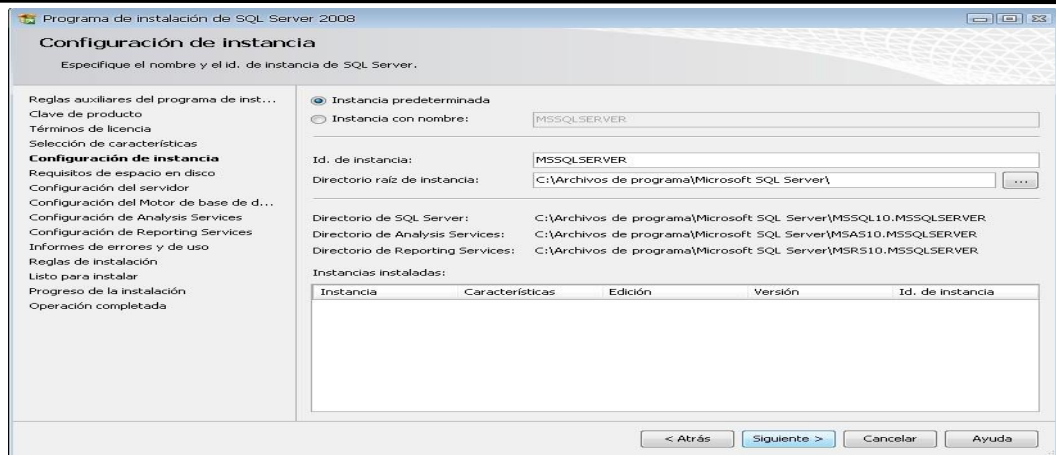 Programa de instalación de SQL Server 2008
Configuración de instancia
Especifique el nombre y el id. de instancia de SQL Server.
Reglas auxiliares del programa de inst...
Clave de producto
Términos de licencia
Selección de características
Configuración de instancia
Requisitos de espacio en disco
Configuración del servidor
Configuración del Motor de base de d...
Configuración de Analysis Services
Configuración de Reporting Services
Informes de errores y de uso
Reglas de instalación
Listo para instalar
Progreso de la instalación
Operación completada
Instancia predeterminada
Instancia con nombre: MSSQLSERVER
Id. de instancia: MSSQLSERVER
Directorio raíz de instancia: C:\Archivos de programa\Microsoft SQL Server\ ...
Directorio de SQL Server: C:\Archivos de programa\Microsoft SQL Server\MSSQL10.MSSQLSERVER
Directorio de Analysis Services: C:\Archivos de programa\Microsoft SQL Server\MSAS10.MSSQLSERVER
Directorio de Reporting Services: C:\Archivos de programa\Microsoft SQL Server\MSRS10.MSSQLSERVER
Instancias instaladas:
Instancia Características Edición Versión Id. de instancia
< Atrás Siguiente > Cancelar Ayuda